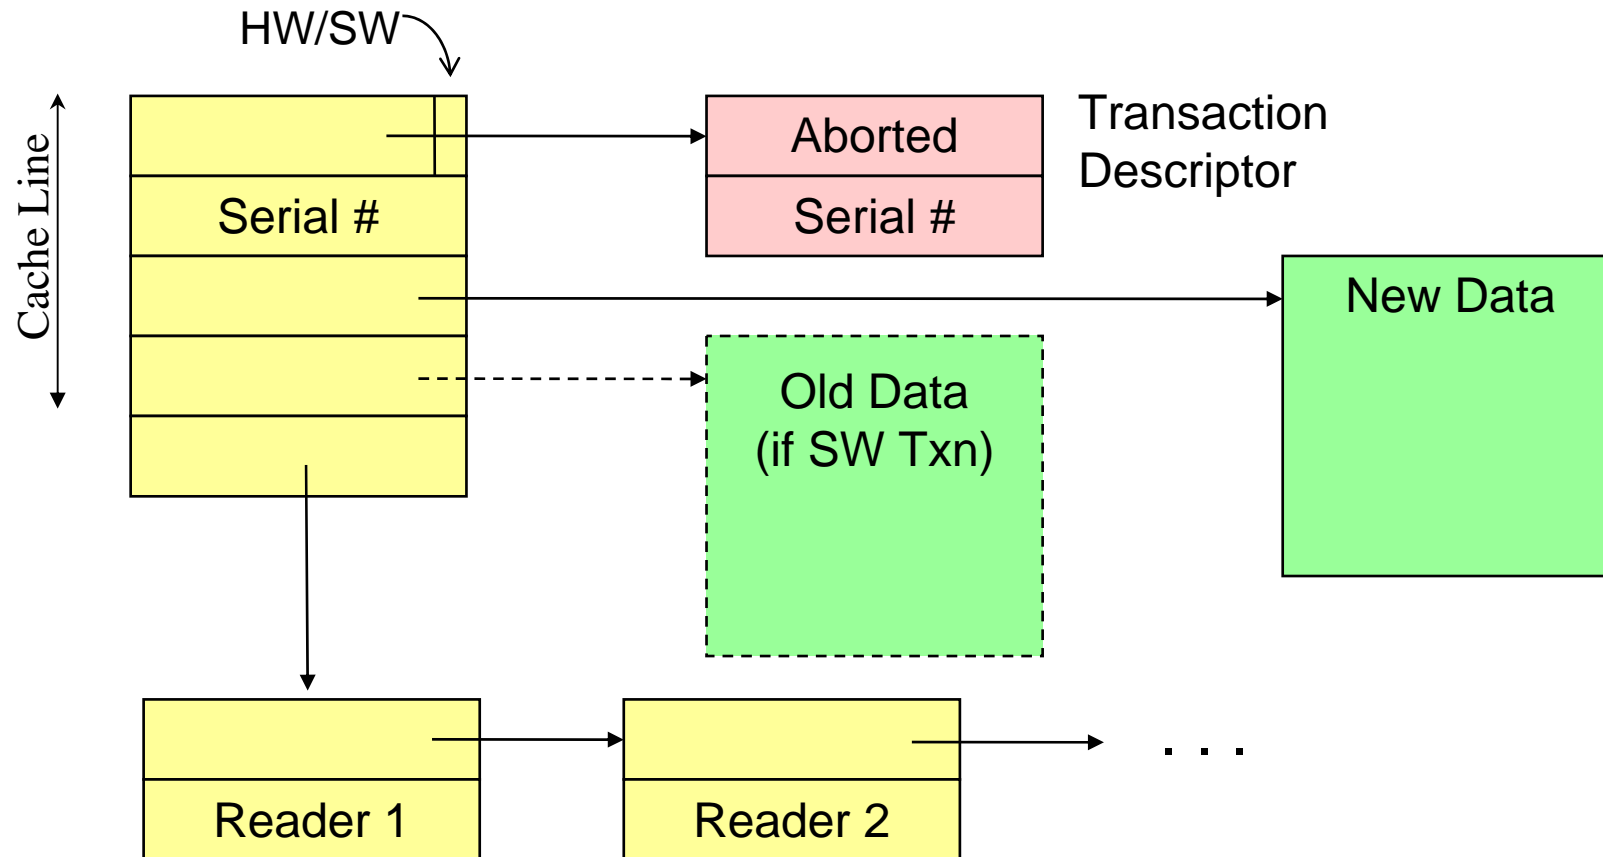 HW/SW
Cache Line
Aborted
Transaction
Descriptor
Serial #
Serial #
New Data
Old Data
(if SW Txn)
. . .
Reader 1
Reader 2